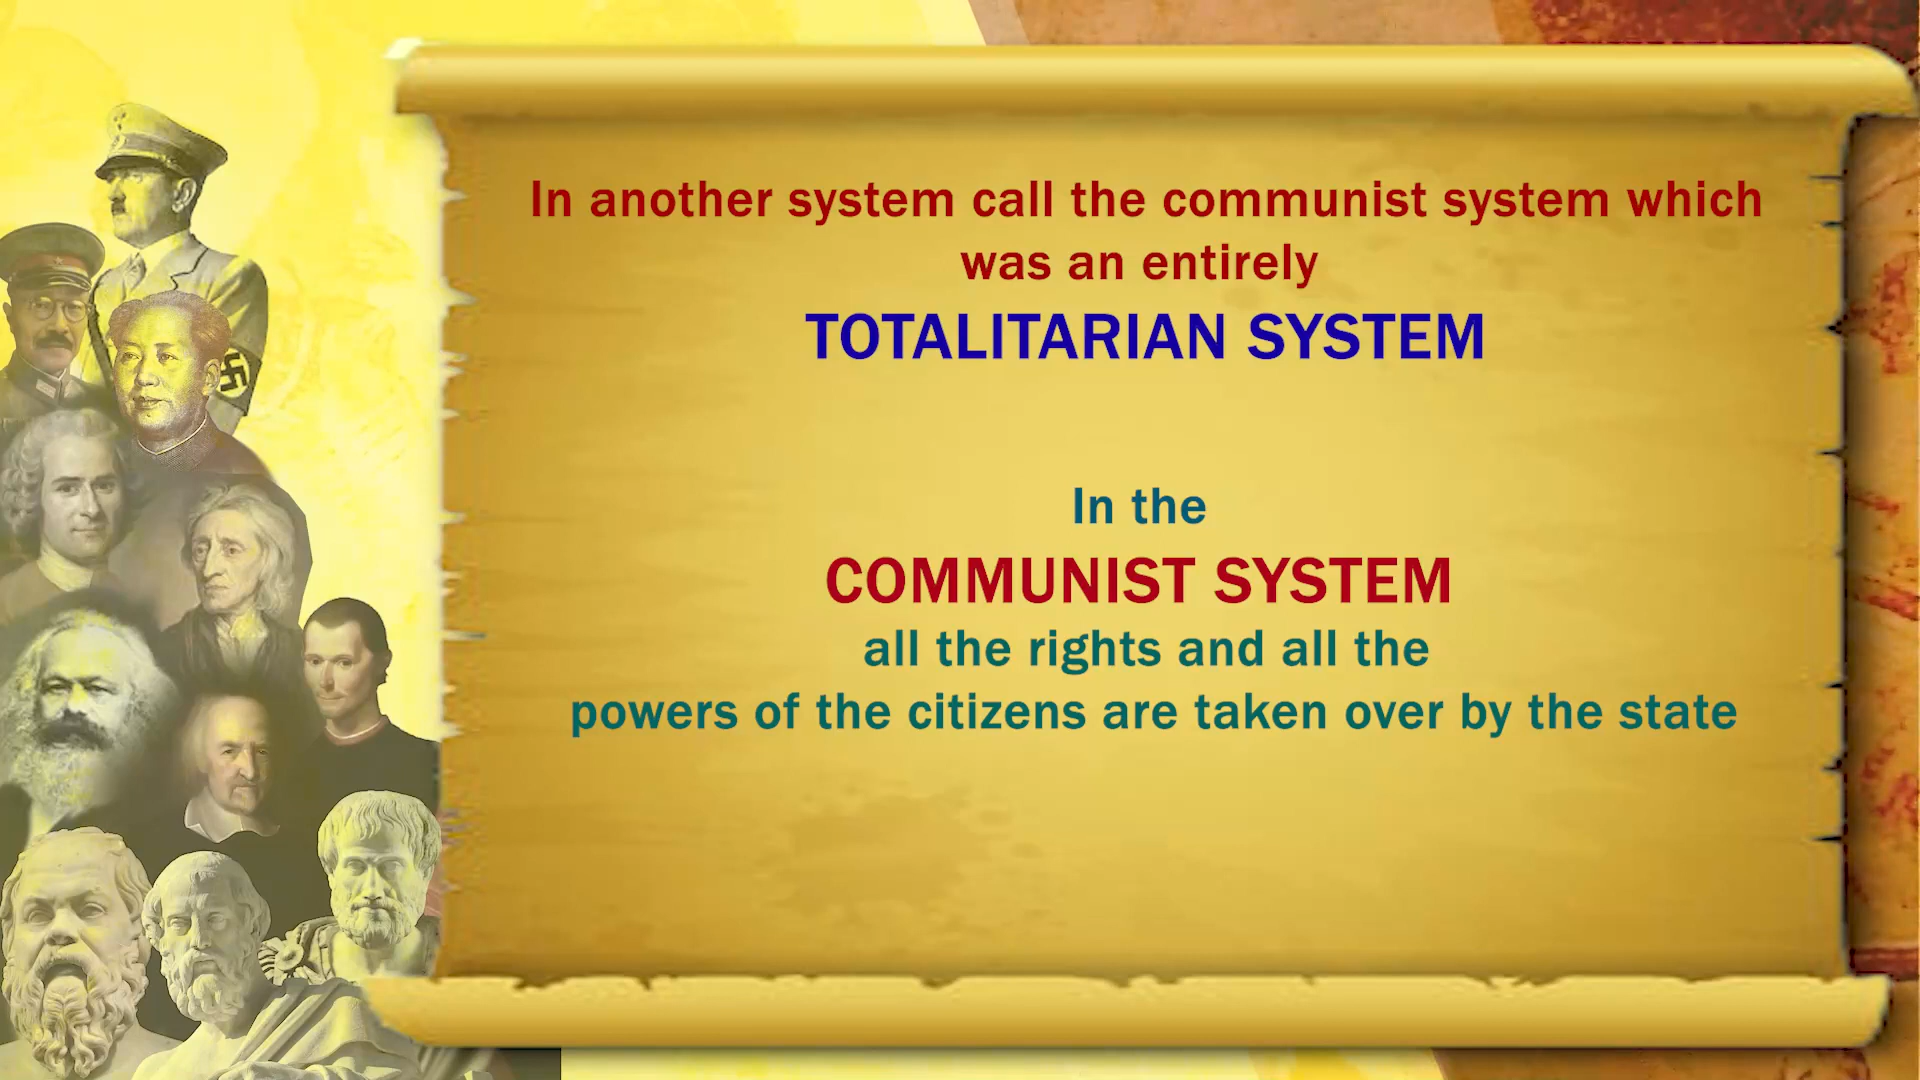 In another system call the communist system which
was an entirely
TOTALITARIAN SYSTEM
In the
COMMUNIST SYSTEM
all the rights and all the
powers of the citizens are taken over by the state